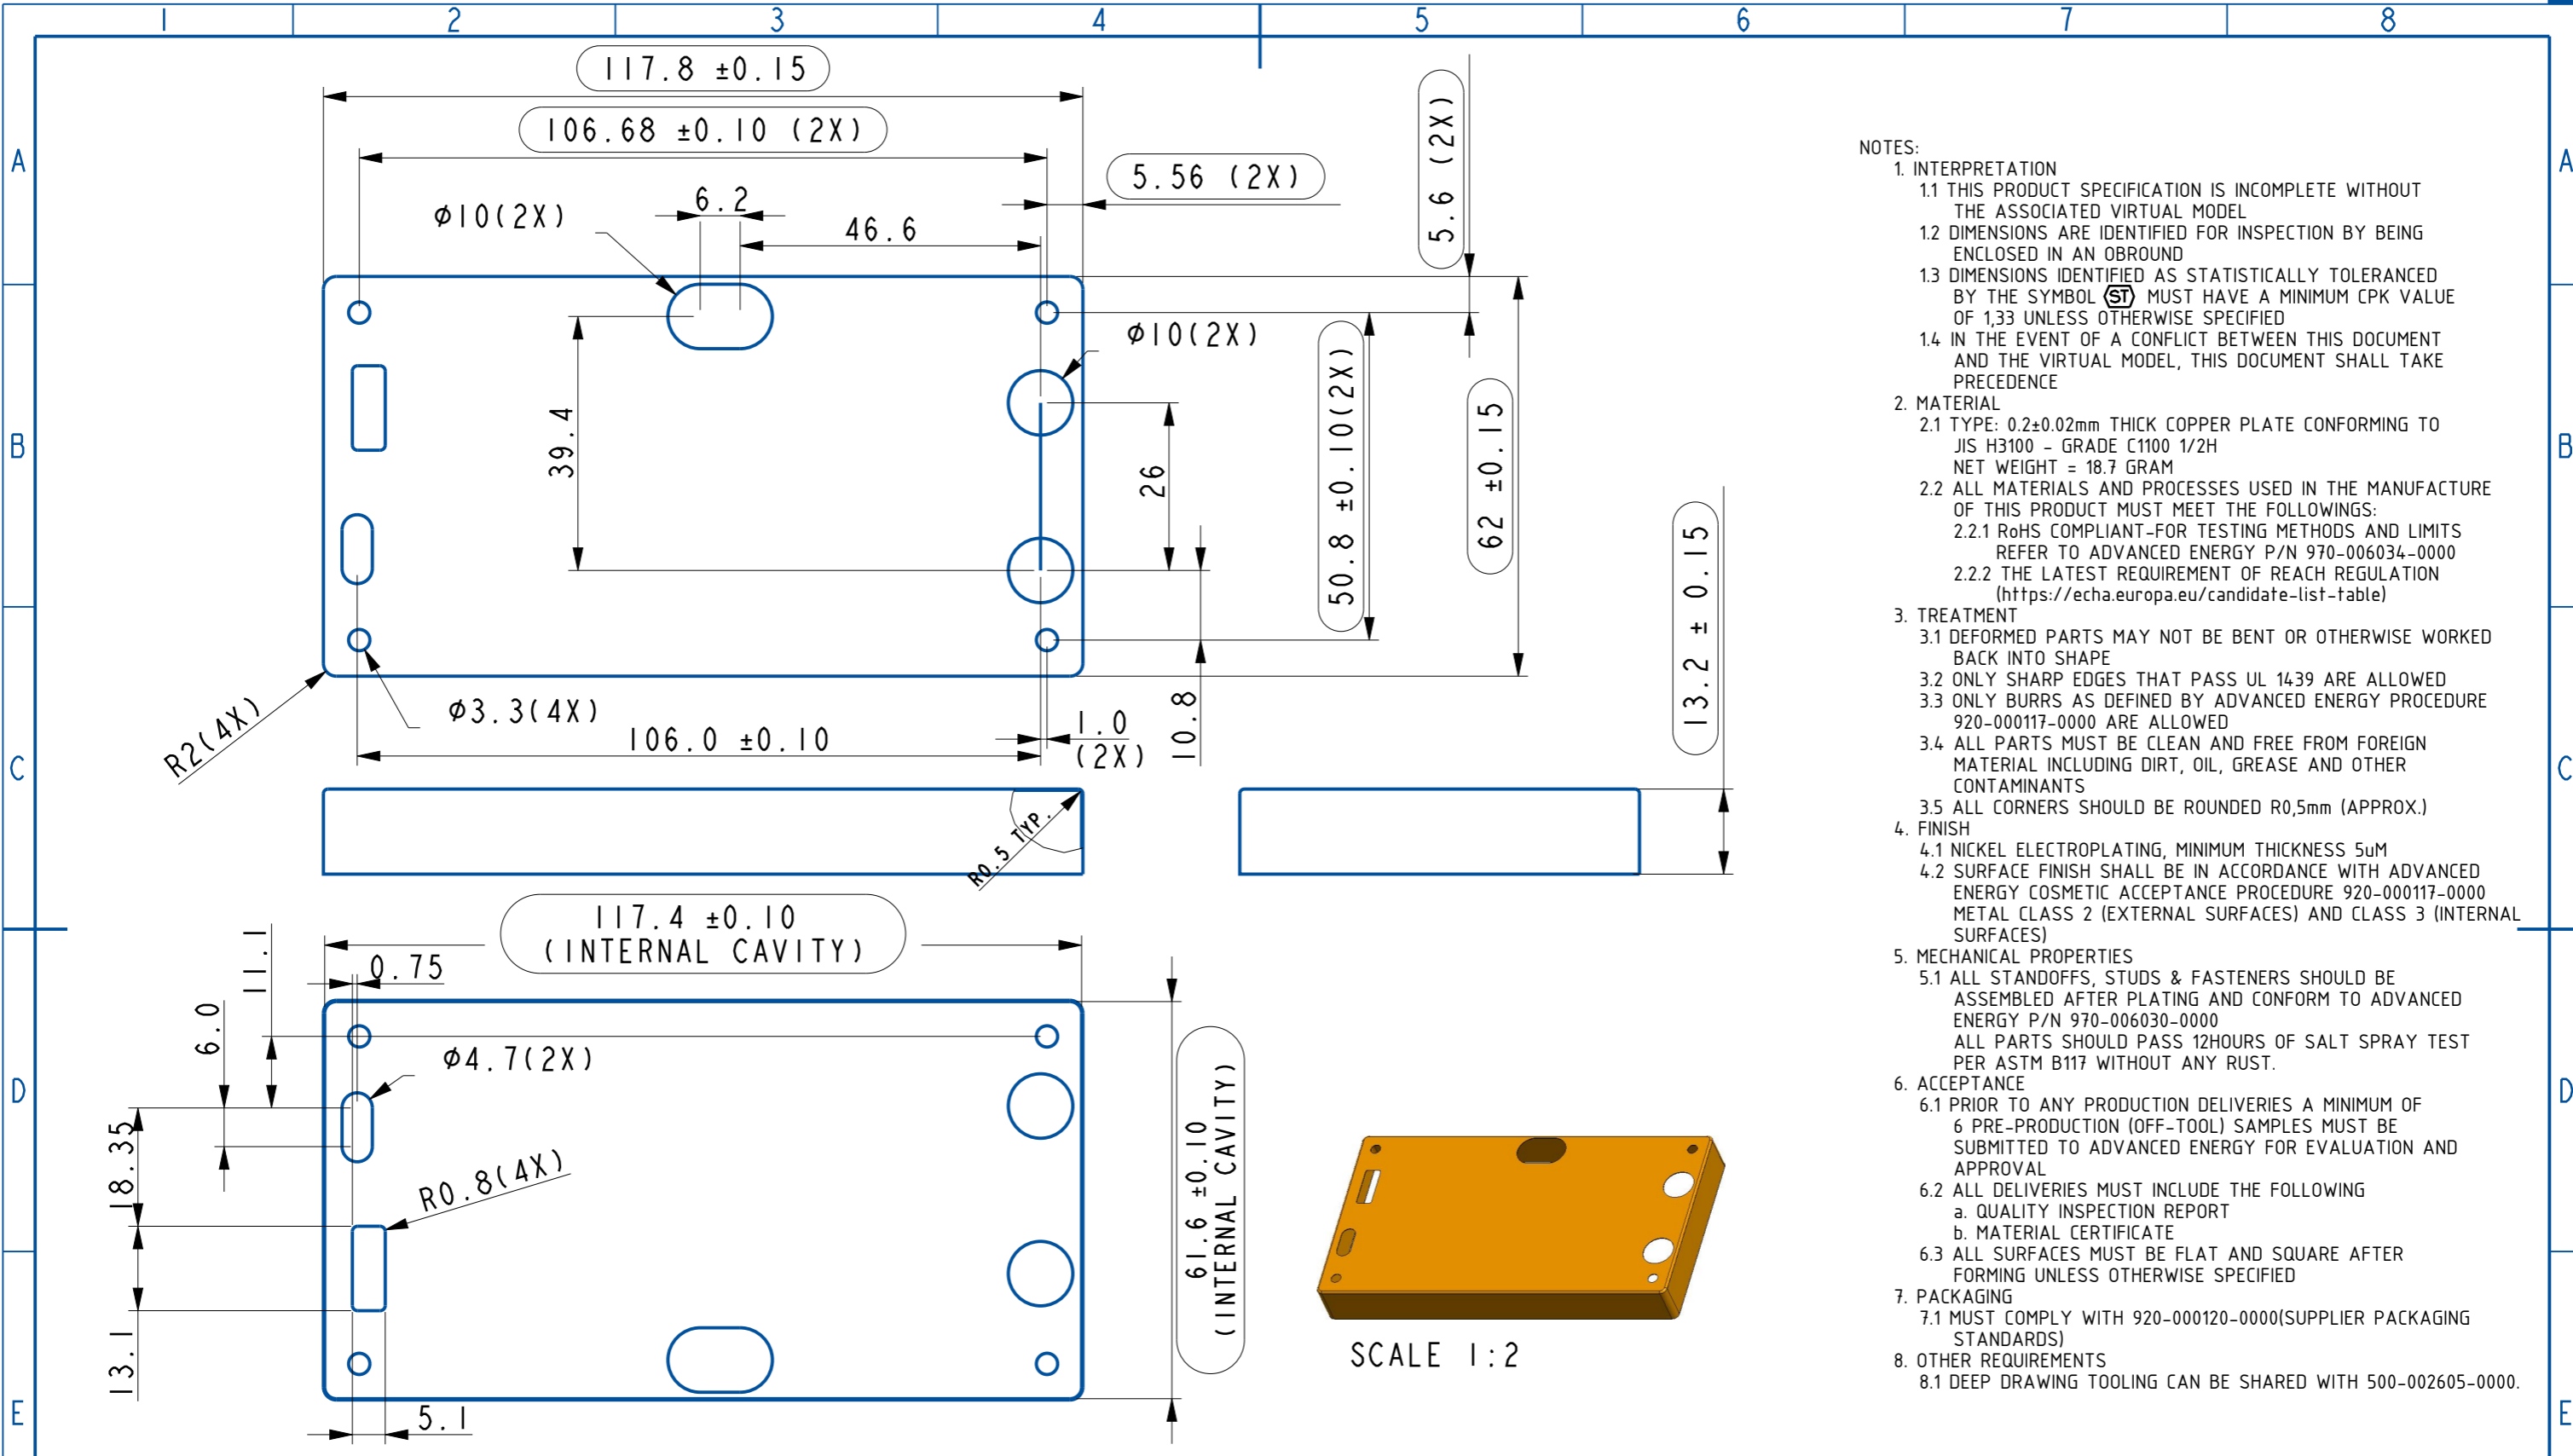 1 2 3 4 5 6 7 8
A
B
C
D
E
A
B
C
D
E
117.8 ±0.15
106.68 ±0.10 (2X)
5.56 (2X)
5.6 (2X)
6.2
Ø10(2X)
46.6
Ø10(2X)
39.4
26
50.8 ±0.10(2X)
62 ±0.15
13.2 ± 0.15
R2(4X)
Ø3.3(4X)
106.0 ±0.10
1.0
(2X)
10.8
R0.5 TYP.
117.4 ±0.10
(INTERNAL CAVITY)
11.1
0.75
6.0
Ø4.7(2X)
18.35
R0.8(4X)
13.1
5.1
61.6 ±0.10
(INTERNAL CAVITY)
SCALE 1:2
NOTES:
1. INTERPRETATION
1.1 THIS PRODUCT SPECIFICATION IS INCOMPLETE WITHOUT
THE ASSOCIATED VIRTUAL MODEL
1.2 DIMENSIONS ARE IDENTIFIED FOR INSPECTION BY BEING
ENCLOSED IN AN OBROUND
1.3 DIMENSIONS IDENTIFIED AS STATISTICALLY TOLERANCED
BY THE SYMBOL ST MUST HAVE A MINIMUM CPK VALUE
OF 1,33 UNLESS OTHERWISE SPECIFIED
1.4 IN THE EVENT OF A CONFLICT BETWEEN THIS DOCUMENT
AND THE VIRTUAL MODEL, THIS DOCUMENT SHALL TAKE
PRECEDENCE
2. MATERIAL
2.1 TYPE: 0.2±0.02mm THICK COPPER PLATE CONFORMING TO
JIS H3100 - GRADE C1100 1/2H
NET WEIGHT = 18.7 GRAM
2.2 ALL MATERIALS AND PROCESSES USED IN THE MANUFACTURE
OF THIS PRODUCT MUST MEET THE FOLLOWINGS:
2.2.1 RoHS COMPLIANT-FOR TESTING METHODS AND LIMITS
REFER TO ADVANCED ENERGY P/N 970-006034-0000
2.2.2 THE LATEST REQUIREMENT OF REACH REGULATION
(https://echa.europa.eu/candidate-list-table)
3. TREATMENT
3.1 DEFORMED PARTS MAY NOT BE BENT OR OTHERWISE WORKED
BACK INTO SHAPE
3.2 ONLY SHARP EDGES THAT PASS UL 1439 ARE ALLOWED
3.3 ONLY BURRS AS DEFINED BY ADVANCED ENERGY PROCEDURE
920-000117-0000 ARE ALLOWED
3.4 ALL PARTS MUST BE CLEAN AND FREE FROM FOREIGN
MATERIAL INCLUDING DIRT, OIL, GREASE AND OTHER
CONTAMINANTS
3.5 ALL CORNERS SHOULD BE ROUNDED R0,5mm (APPROX.)
4. FINISH
4.1 NICKEL ELECTROPLATING, MINIMUM THICKNESS 5uM
4.2 SURFACE FINISH SHALL BE IN ACCORDANCE WITH ADVANCED
ENERGY COSMETIC ACCEPTANCE PROCEDURE 920-000117-0000
METAL CLASS 2 (EXTERNAL SURFACES) AND CLASS 3 (INTERNAL
SURFACES)
5. MECHANICAL PROPERTIES
5.1 ALL STANDOFFS, STUDS & FASTENERS SHOULD BE
ASSEMBLED AFTER PLATING AND CONFORM TO ADVANCED
ENERGY P/N 970-006030-0000
ALL PARTS SHOULD PASS 12HOURS OF SALT SPRAY TEST
PER ASTM B117 WITHOUT ANY RUST.
6. ACCEPTANCE
6.1 PRIOR TO ANY PRODUCTION DELIVERIES A MINIMUM OF
6 PRE-PRODUCTION (OFF-TOOL) SAMPLES MUST BE
SUBMITTED TO ADVANCED ENERGY FOR EVALUATION AND
APPROVAL
6.2 ALL DELIVERIES MUST INCLUDE THE FOLLOWING
a. QUALITY INSPECTION REPORT
b. MATERIAL CERTIFICATE
6.3 ALL SURFACES MUST BE FLAT AND SQUARE AFTER
FORMING UNLESS OTHERWISE SPECIFIED
7. PACKAGING
7.1 MUST COMPLY WITH 920-000120-0000(SUPPLIER PACKAGING
STANDARDS)
8. OTHER REQUIREMENTS
8.1 DEEP DRAWING TOOLING CAN BE SHARED WITH 500-002605-0000.